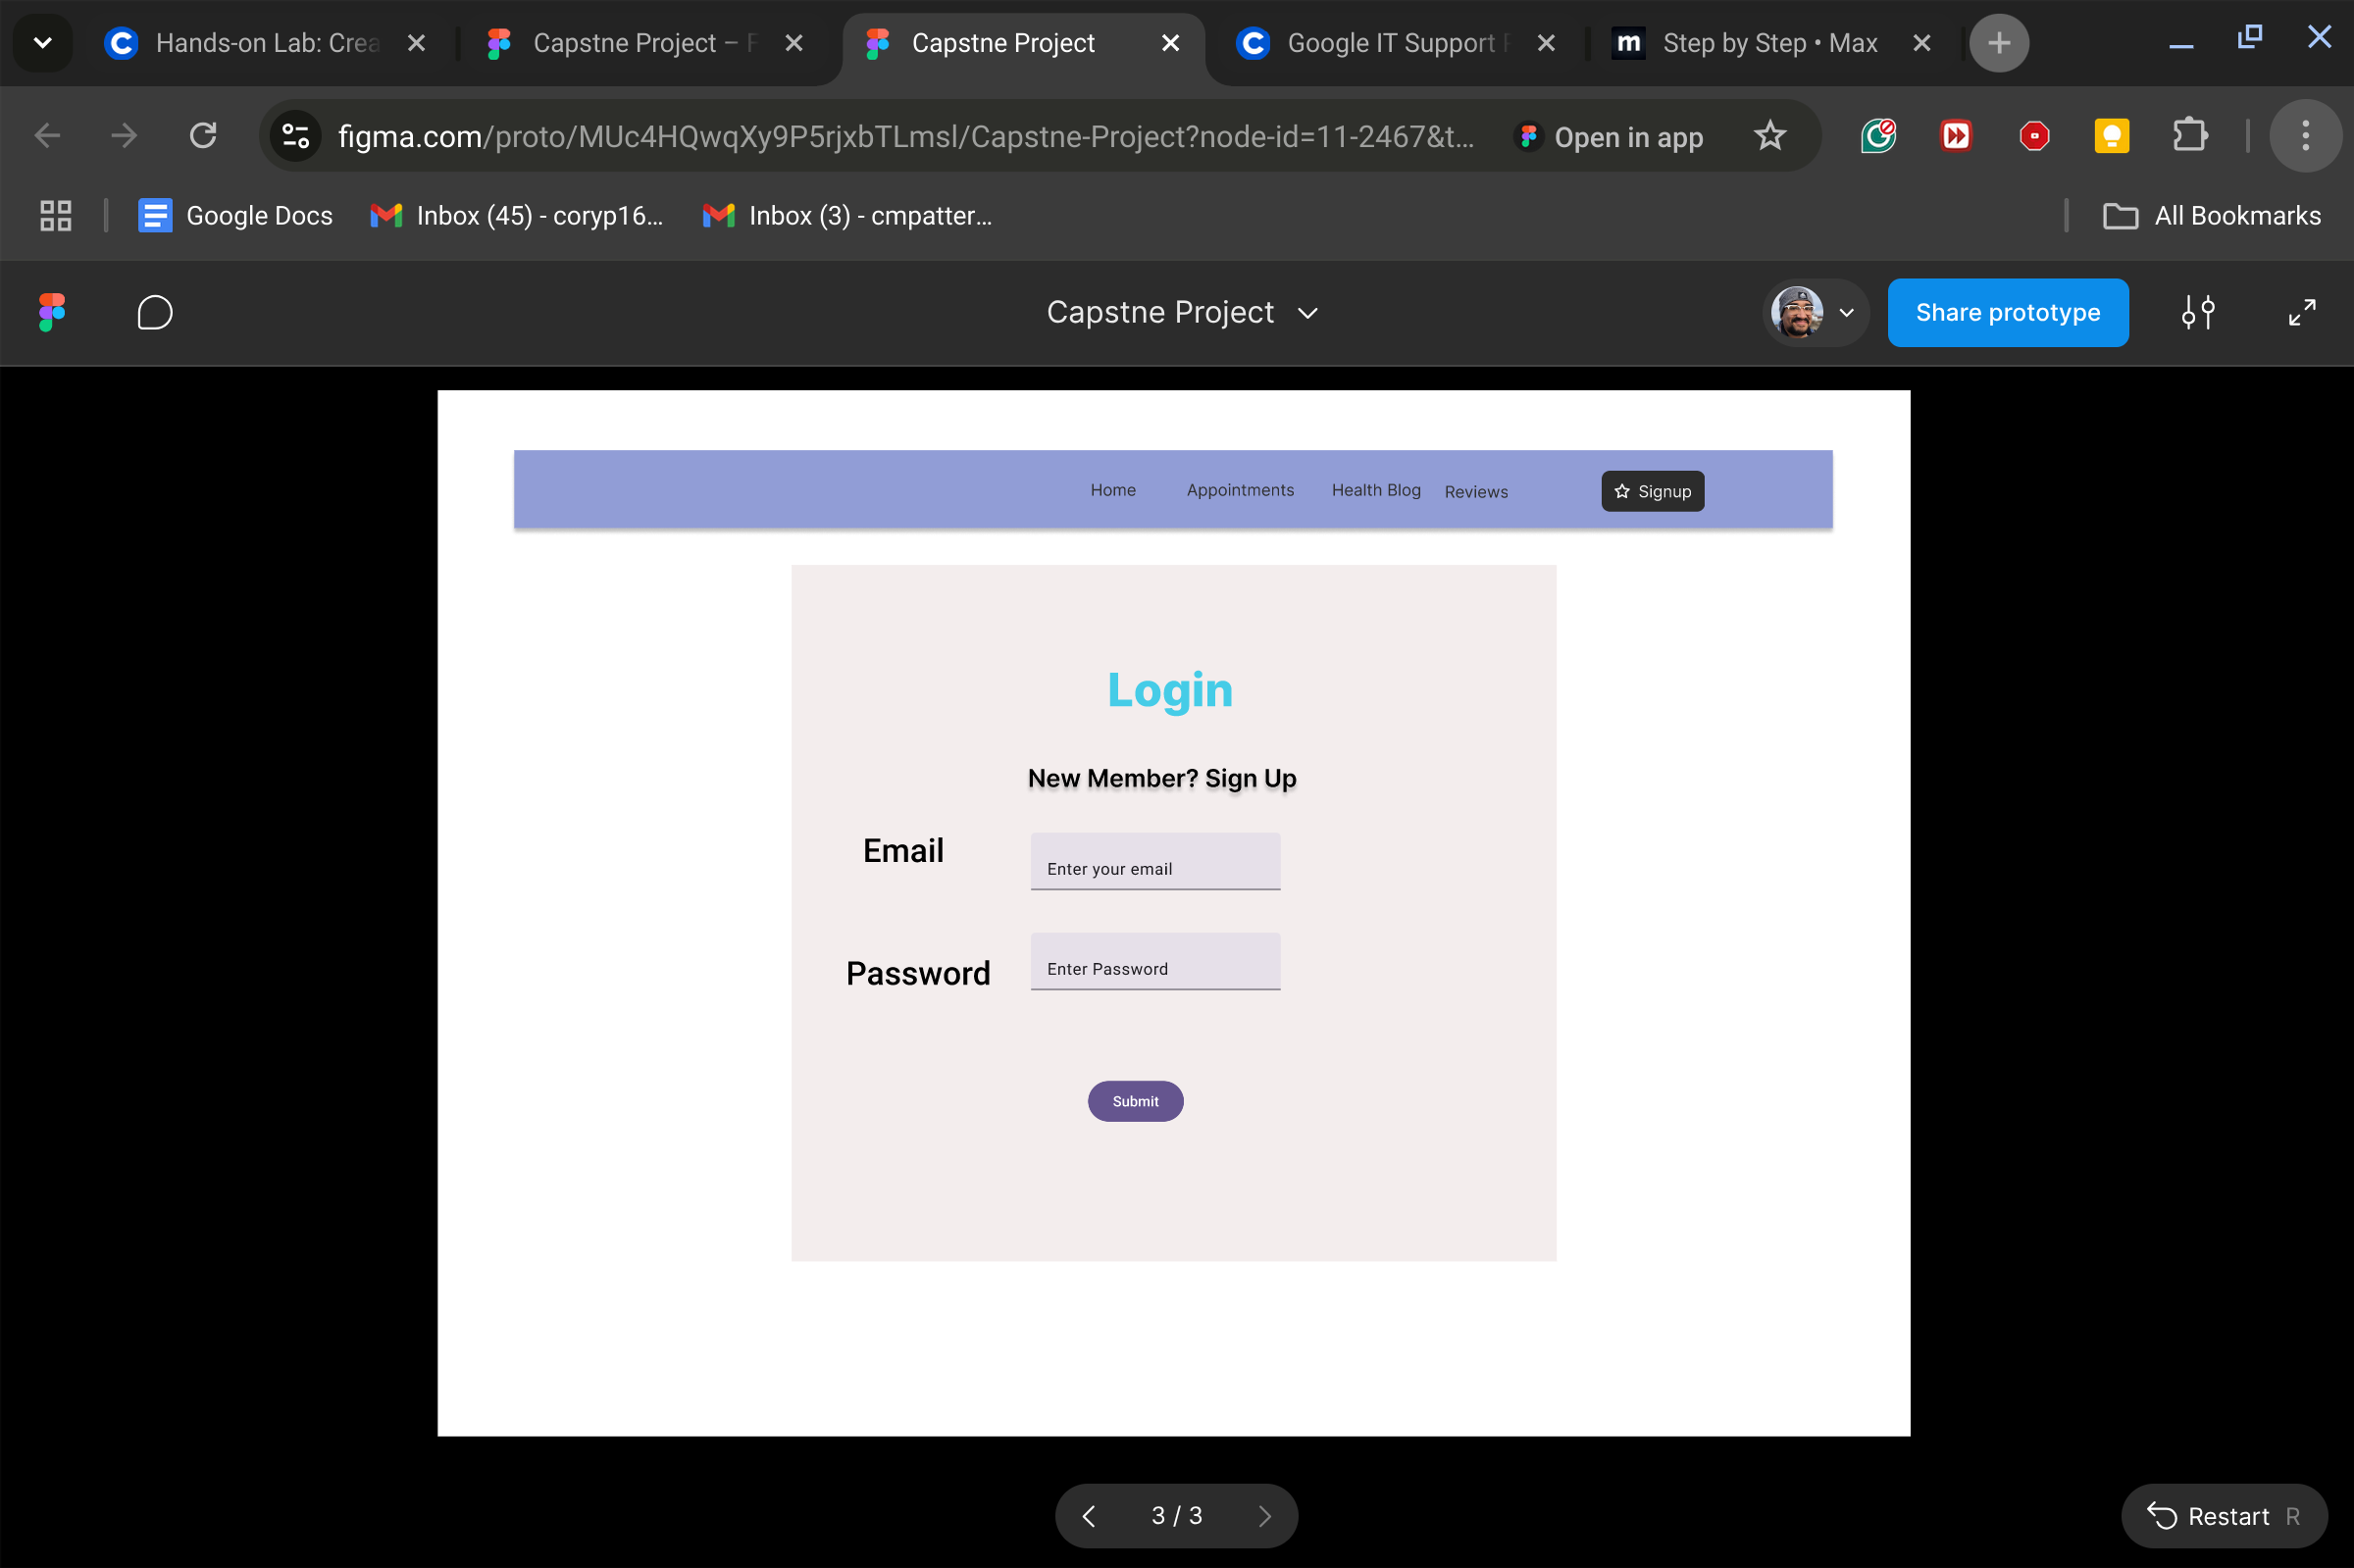 Hands-on Lab: Crea
Capstne Project – F
Capstne Project
Google IT Support P
Step by Step • Max
figma.com/proto/MUc4HQwqXy9P5rjxbTLmsl/Capstne-Project?node-id=11-2467&t...
Open in app
Google Docs
Inbox (45) - coryp16...
Inbox (3) - cmpatter...
All Bookmarks
Capstne Project
Share prototype
Home
Appointments
Health Blog
Reviews
Signup
Login
New Member? Sign Up
Email
Enter your email
Password
Enter Password
Submit
3 / 3
Restart R